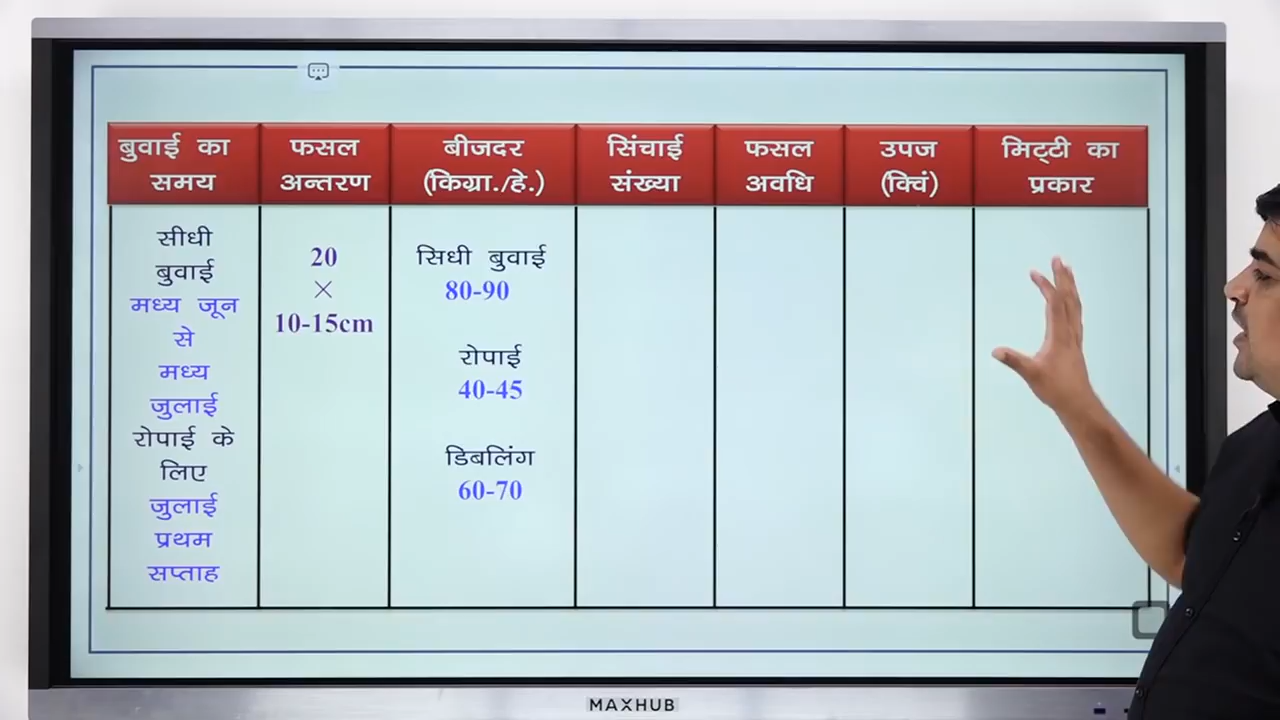 बुवाई का
समय
फसल
अन्तरण
बीजदर
(किग्रा./हे.)
सिंचाई
संख्या
फसल
अवधि
उपज
(क्विं)
मिट्टी का
प्रकार
सीधी
बुवाई
मध्य जून
से
मध्य
जुलाई
रोपाई के
लिए
जुलाई
प्रथम
सप्ताह
20
×
10-15cm
सिधी बुवाई
80-90
रोपाई
40-45
डिबलिंग
60-70
MAXHUB